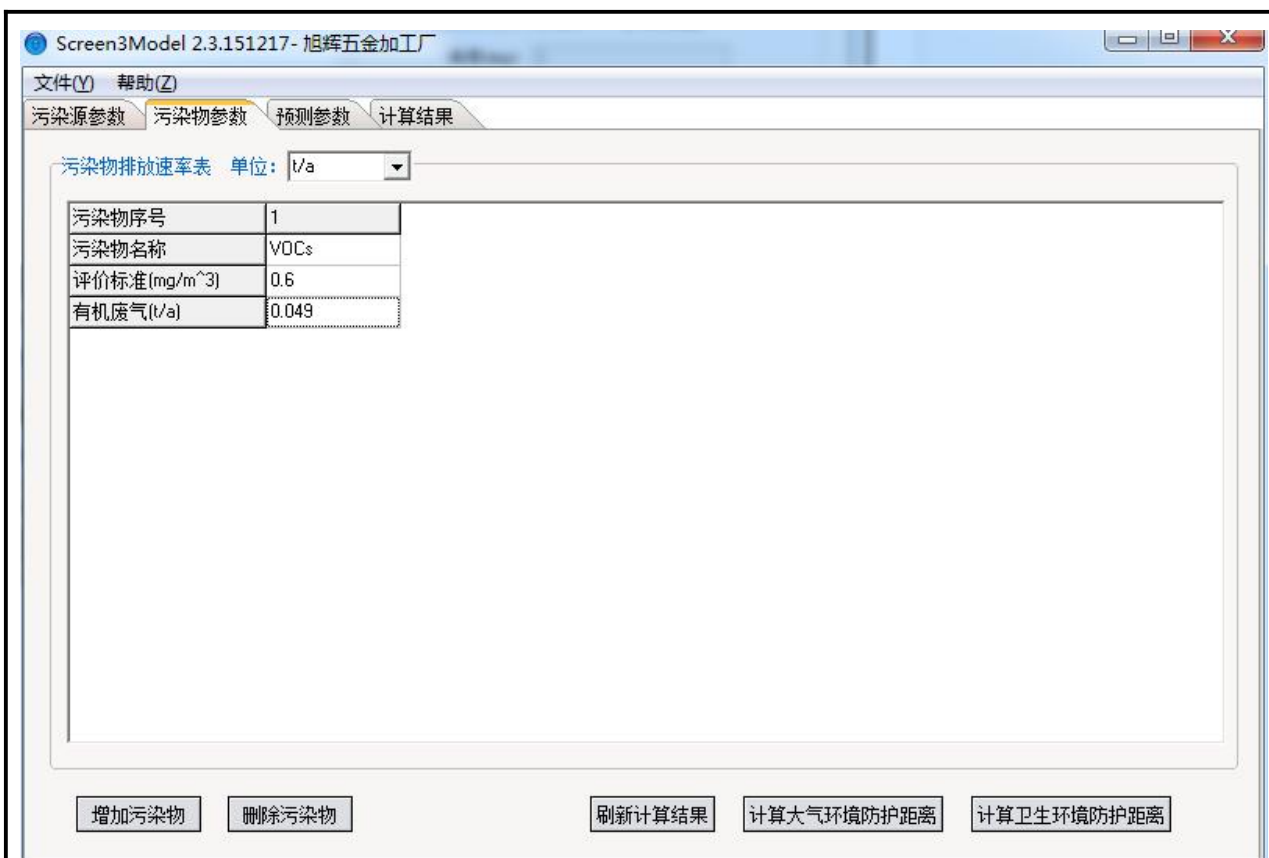 Screen3Model 2.3.151217- 旭辉五金加工厂
文件(Y) 帮助(Z)
污染源参数 污染物参数 预测参数 计算结果
污染物排放速率表 单位: t/a
污染物序号 1
污染物名称 VOCs
评价标准(mg/m^3) 0.6
有机废气(t/a) 0.049
增加污染物 删除污染物 刷新计算结果 计算大气环境防护距离 计算卫生环境防护距离